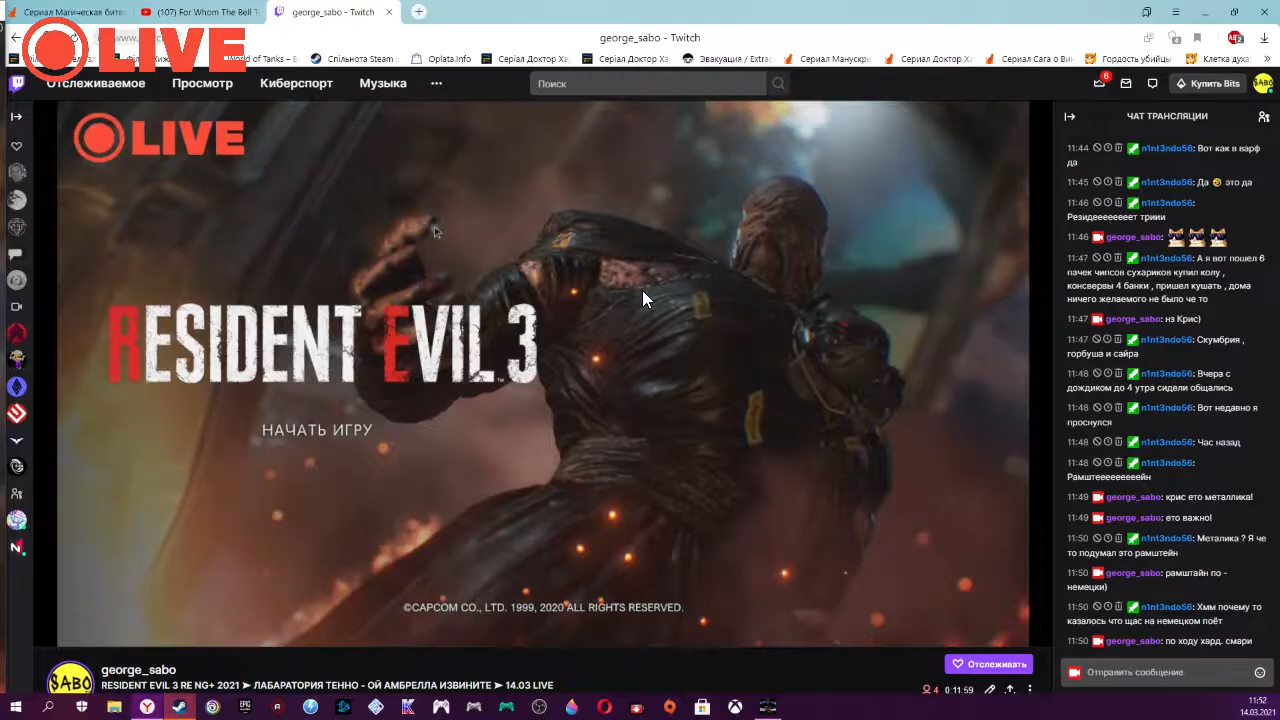 Сериал Магическая битв
For Whom The Bell T
george_sabo - Twitch
george_sabo - Twitch
LIVE
World of Tanks –
Спільнота Steam
Oplata.Info
Серіал Доктор Хау
Серіал Доктор Ха
Эвакуация / Extrac
Сериал Манускри
Сериал Доктор Ха
Сериал Сага о Вин
Гордость убийцы
Клетка духа
Отслеживаемое
Просмотр
Киберспорт
Музыка
Поиск
6
Купить Bits
LIVE
RESIDENT EVIL 3
НАЧАТЬ ИГРУ
©CAPCOM CO., LTD. 1999, 2020 ALL RIGHTS RESERVED.
ЧАТ ТРАНСЛЯЦИИ
11:44 n1nt3ndo56: Вот как в варф
да
11:45 n1nt3ndo56: Да 🤣 это да
11:46 n1nt3ndo56:
Резидеееееееет трииии
11:46 george_sabo:
11:47 n1nt3ndo56: А я вот пошел 6
пачек чипсов сухариков купил колу ,
консервы 4 банки , пришел кушать , дома
ничего желаемого не было че то
11:47 george_sabo: нз Крис)
11:47 n1nt3ndo56: Скумбрия ,
горбуша и сайра
11:48 n1nt3ndo56: Вчера с
дождиком до 4 утра сидели общались
11:48 n1nt3ndo56: Вот недавно я
проснулся
11:48 n1nt3ndo56: Час назад
11:48 n1nt3ndo56:
Рамштеееееееейн
11:49 george_sabo: крис ето металлика!
11:49 george_sabo: ето важно!
11:50 n1nt3ndo56: Металика ? Я че
то подумал это рамштейн
11:50 george_sabo: рамштайн по -
немецки)
11:50 n1nt3ndo56: Хмм почему то
казалось что щас на немецком поёт
11:50 george_sabo: по ходу хард. смари
Отправить сообщение
SABO
george_sabo
RESIDENT EVIL 3 RE NG+ 2021 ➤ ЛАБАРАТОРИЯ ТЕННО - ОЙ АМБРЕЛЛА ИЗВИНИТЕ ➤ 14.03 LIVE
Отслеживать
4 0:11:59
11:52
14.03.2021